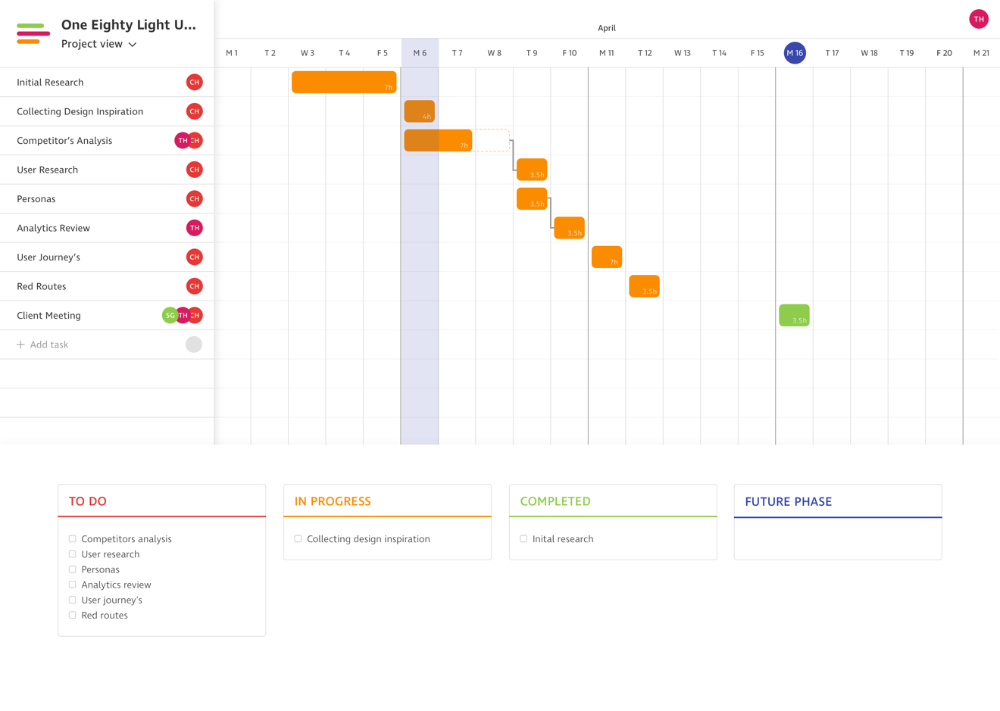 One Eighty Light U...
Project view
TH
April
M 1 T 2 W 3 T 4 F 5 M 6 T 7 W 8 T 9 F 10 M 11 T 12 W 13 T 14 F 15 M 16 T 17 W 18 T 19 F 20 M 21
Initial Research CH 7h
Collecting Design Inspiration CH 4h
Competitor’s Analysis TH CH 7h
User Research CH 3.5h
Personas CH 3.5h
Analytics Review TH 3.5h
User Journey’s CH 7h
Red Routes CH 3.5h
Client Meeting SG TH CH 3.5h
+ Add task
TO DO
Competitors analysis
User research
Personas
Analytics review
User journey's
Red routes
IN PROGRESS
Collecting design inspiration
COMPLETED
Inital research
FUTURE PHASE